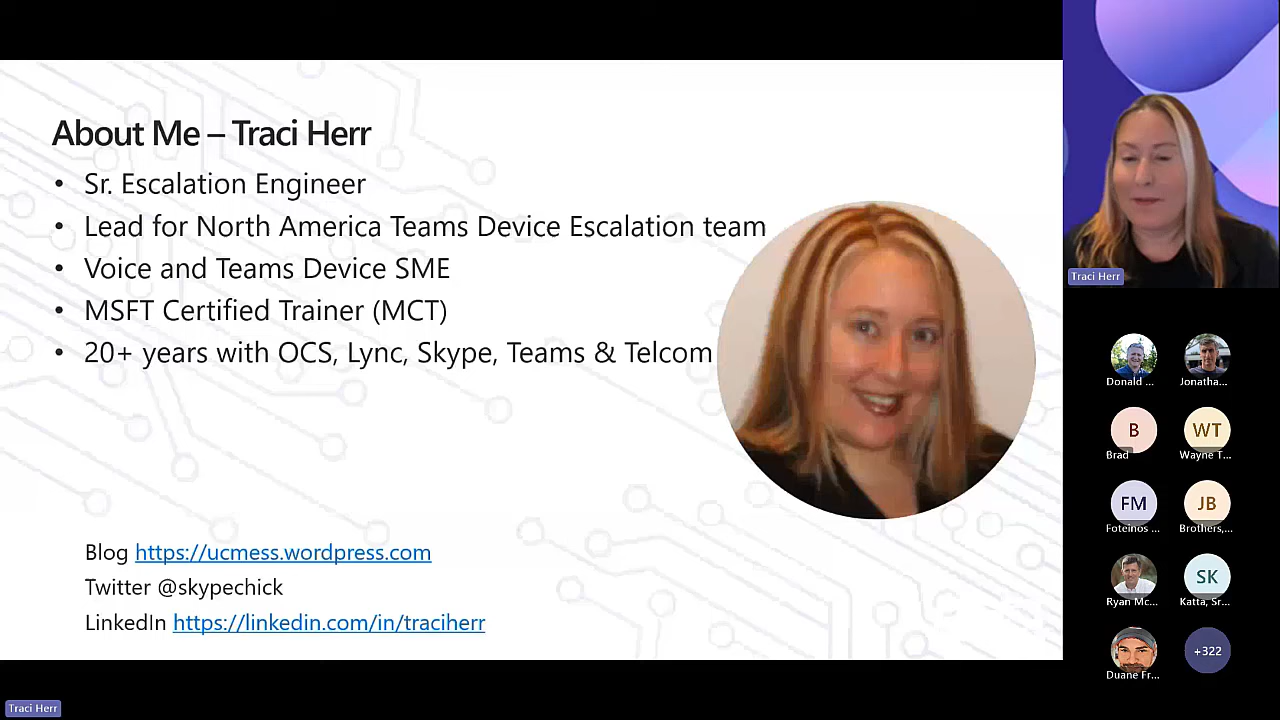 About Me – Traci Herr
• Sr. Escalation Engineer
• Lead for North America Teams Device Escalation team
• Voice and Teams Device SME
• MSFT Certified Trainer (MCT)
• 20+ years with OCS, Lync, Skype, Teams & Telcom
Blog https://ucmess.wordpress.com
Twitter @skypechick
LinkedIn https://linkedin.com/in/traciherr
Traci Herr
Donald ...
Jonatha...
B
WT
Brad
Wayne T...
FM
JB
Foteinos ...
Brothers,...
Ryan Mc...
SK
Katta, Sr...
Duane Fr...
+322
Traci Herr